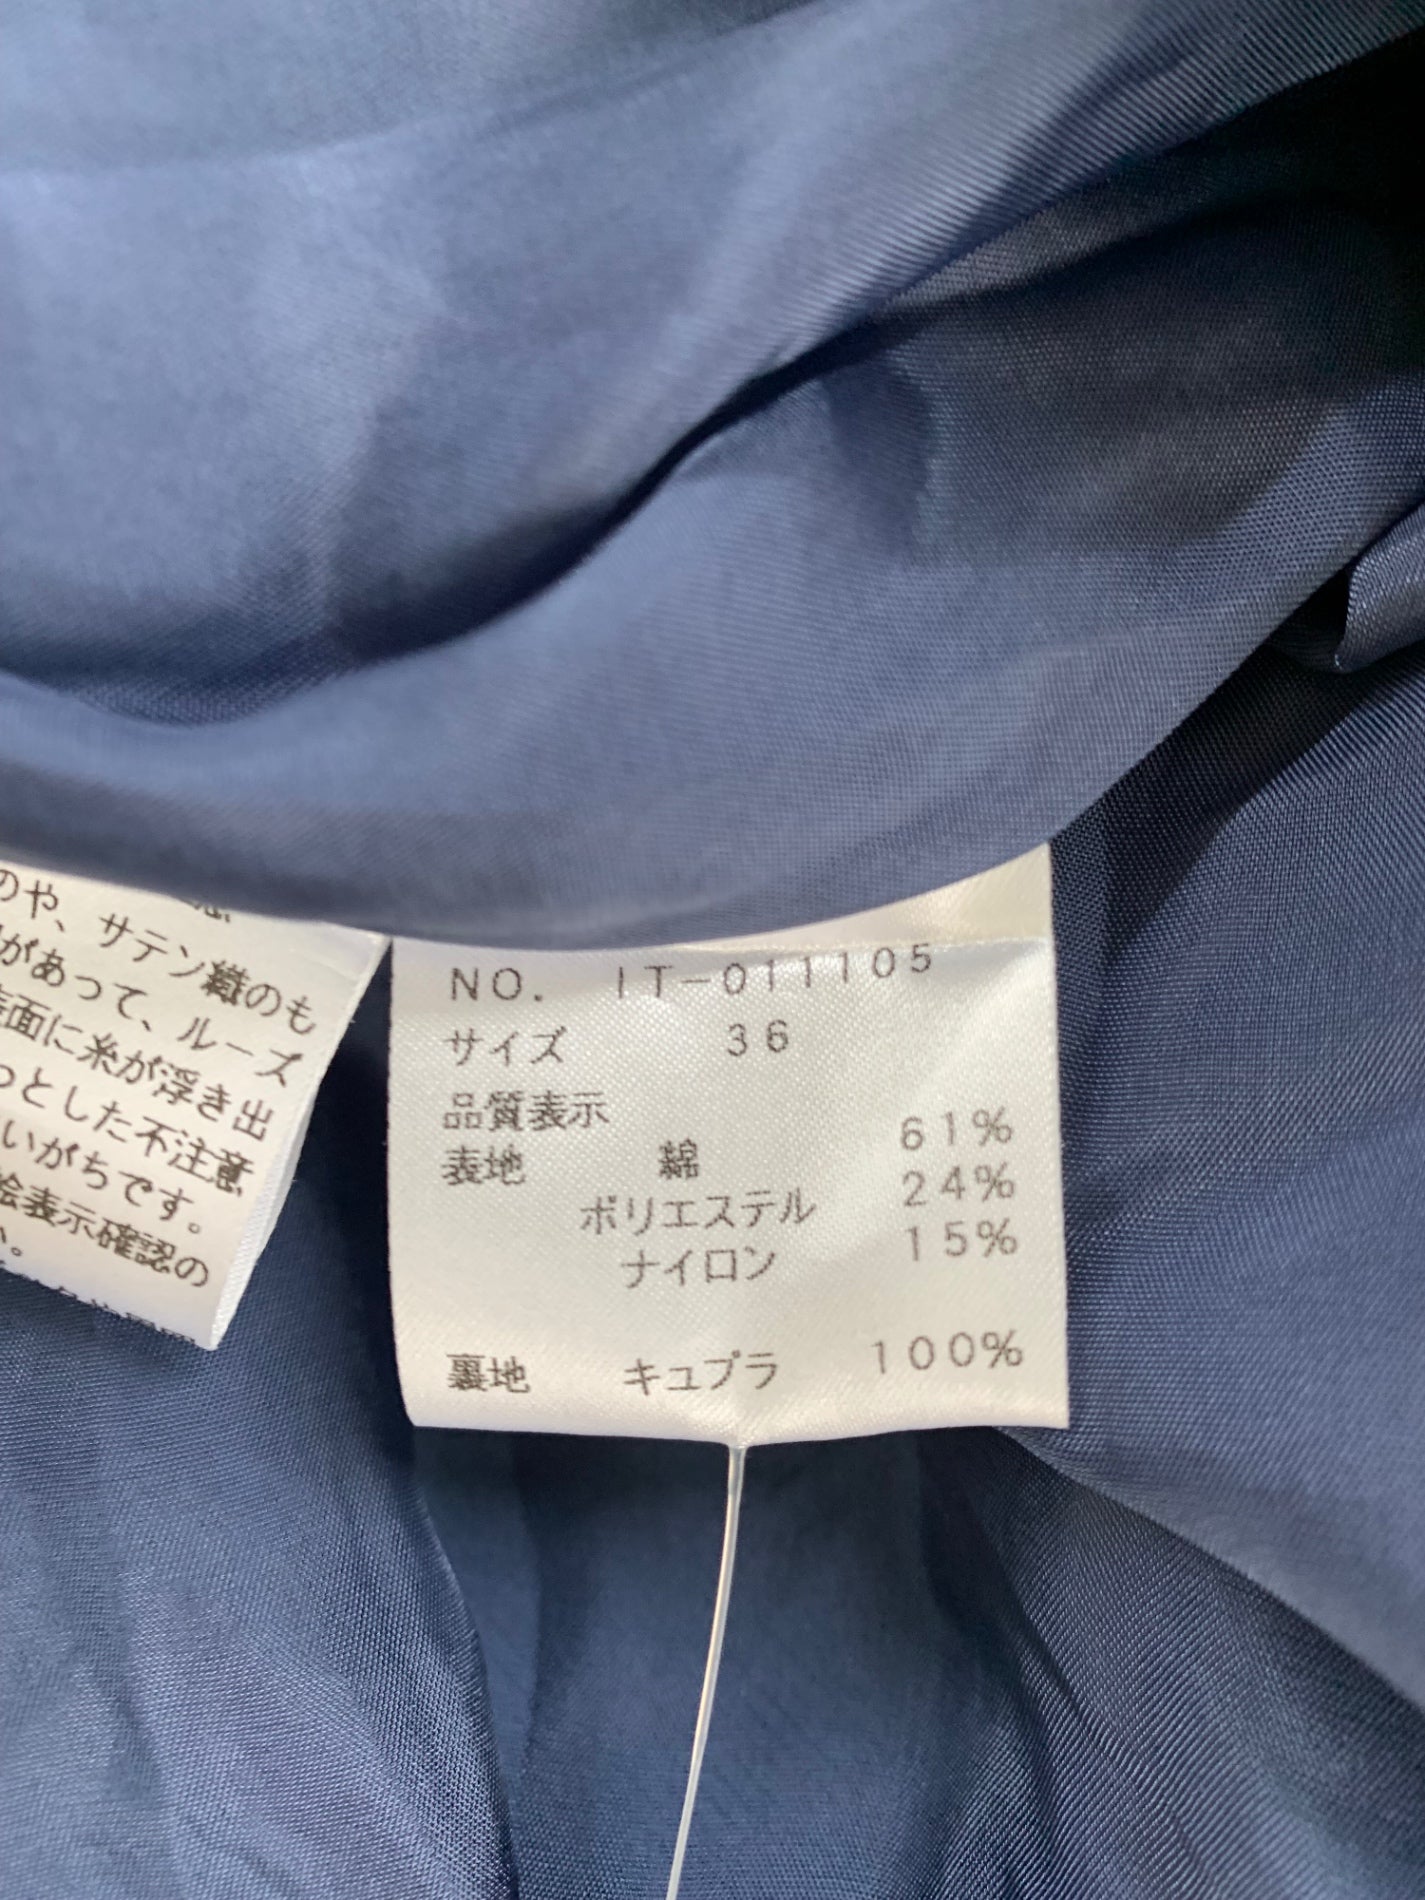 のや、サテン織のも
があって、ルーズ
面に糸が浮き出
っとした不注意
いがちです。
絵表示確認の
い。
NO. IT-011105
サイズ 36
品質表示
表地 綿 61%
ポリエステル 24%
ナイロン 15%
裏地 キュプラ 100%